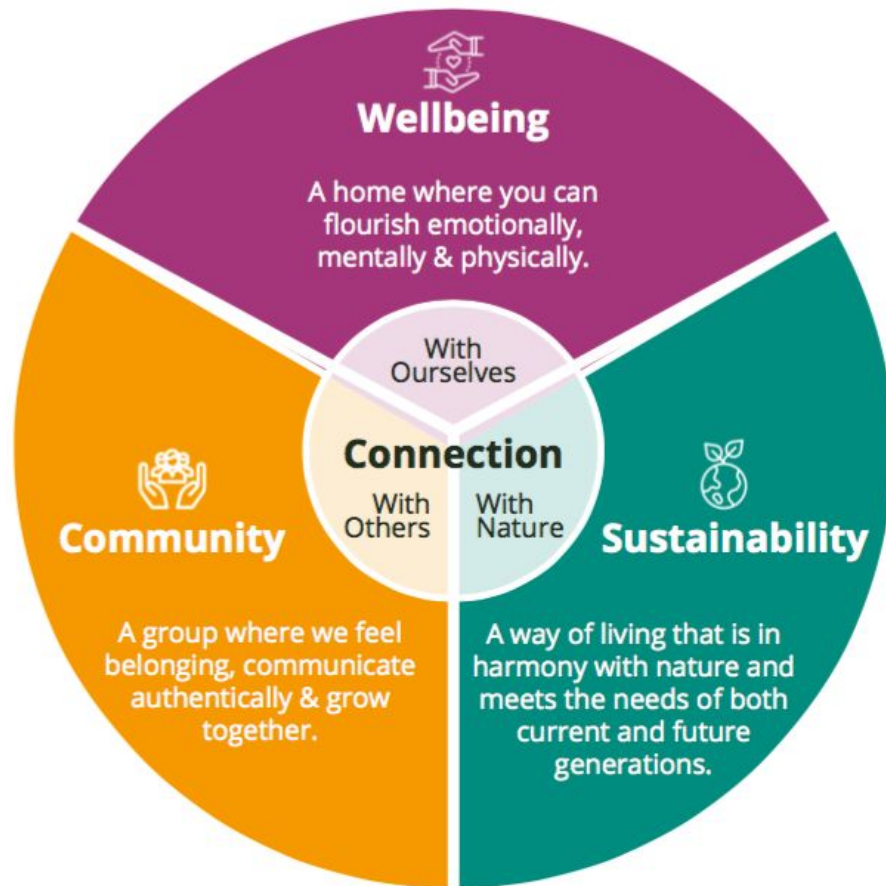 Wellbeing
A home where you can
flourish emotionally,
mentally & physically.
With
Ourselves
Connection
With
Others
With
Nature
Community
A group where we feel
belonging, communicate
authentically & grow
together.
Sustainability
A way of living that is in
harmony with nature and
meets the needs of both
current and future
generations.